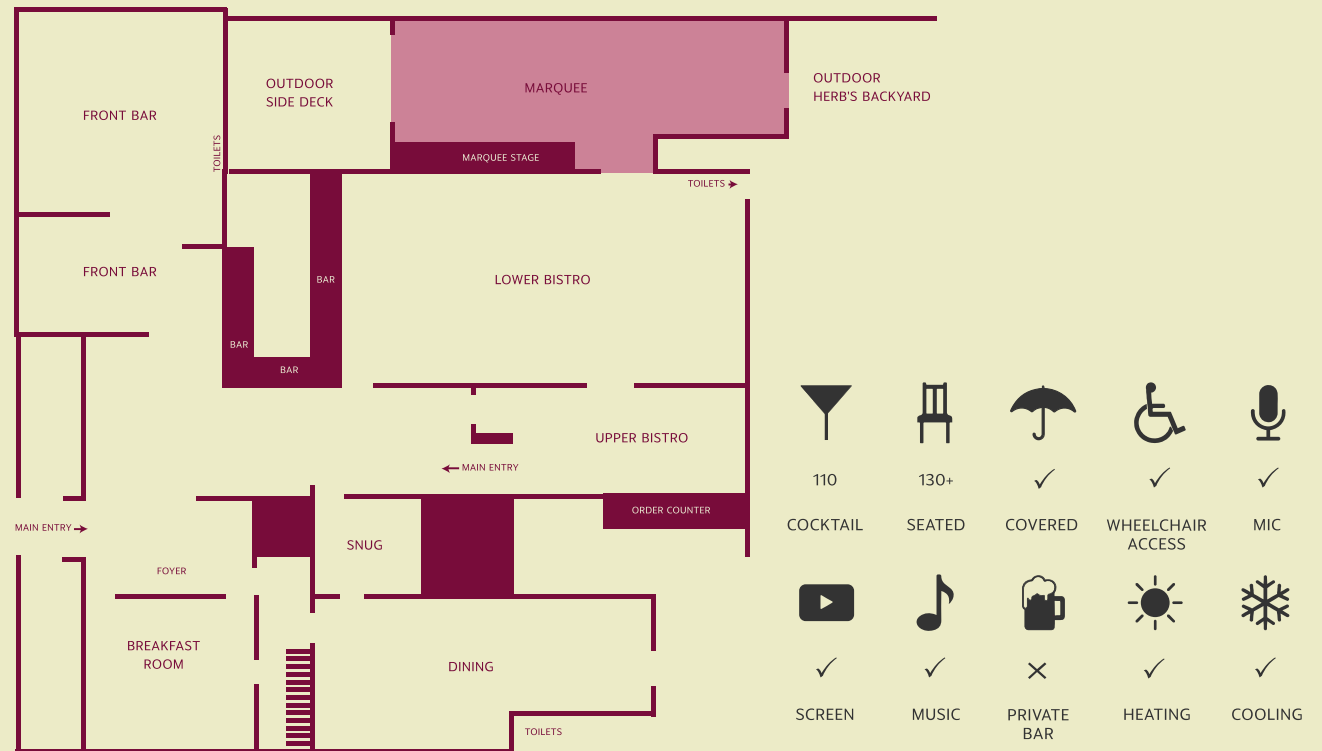 FRONT BAR
TOILETS
OUTDOOR
SIDE DECK
MARQUEE
MARQUEE STAGE
OUTDOOR
HERB'S BACKYARD
TOILETS
FRONT BAR
BAR
BAR
BAR
LOWER BISTRO
UPPER BISTRO
MAIN ENTRY
ORDER COUNTER
MAIN ENTRY
SNUG
FOYER
BREAKFAST
ROOM
DINING
TOILETS
110
130+
COCKTAIL
SEATED
COVERED
WHEELCHAIR
ACCESS
MIC
SCREEN
MUSIC
PRIVATE
BAR
HEATING
COOLING